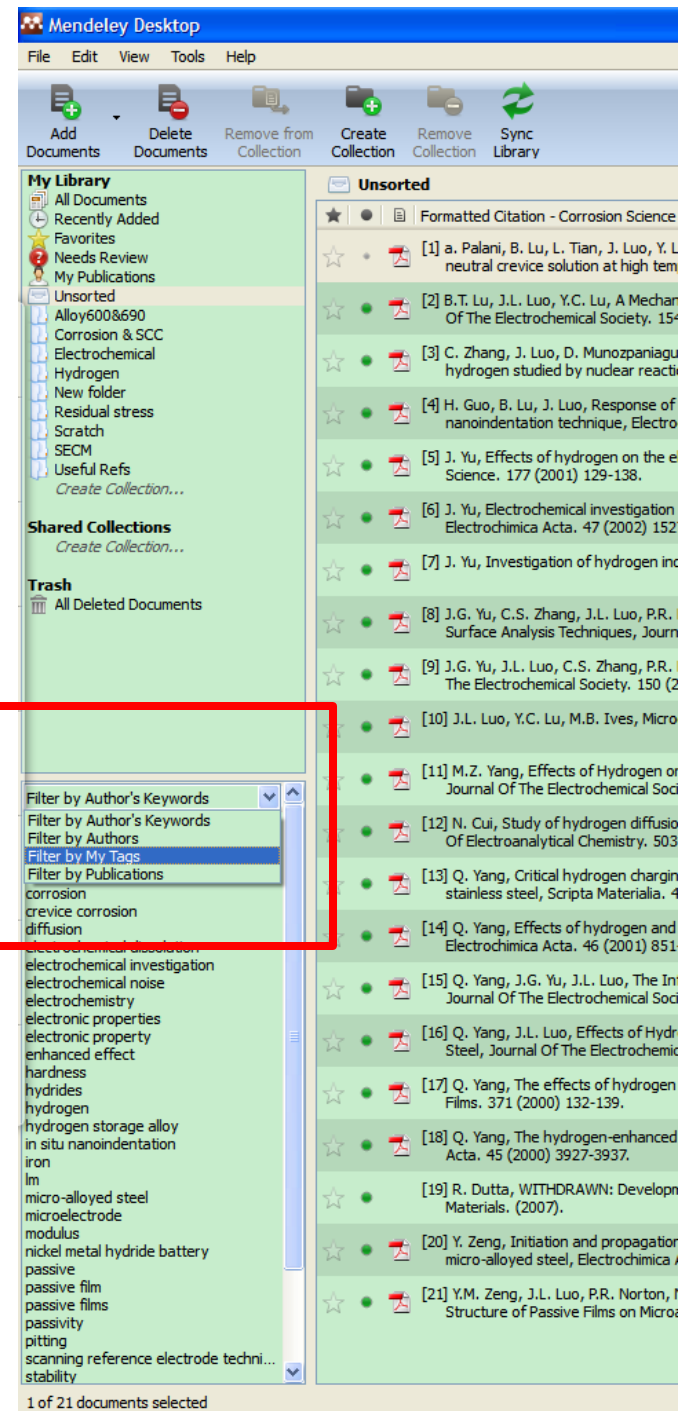 Mendeley Desktop
File Edit View Tools Help
Add Documents
Delete Documents
Remove from Collection
Create Collection
Remove Collection
Sync Library
My Library
All Documents
Recently Added
Favorites
Needs Review
My Publications
Unsorted
Alloy600&690
Corrosion & SCC
Electrochemical
Hydrogen
New folder
Residual stress
Scratch
SECM
Useful Refs
Create Collection...
Shared Collections
Create Collection...
Trash
All Deleted Documents
Filter by Author's Keywords
Filter by Author's Keywords
Filter by Authors
Filter by My Tags
Filter by Publications
corrosion
crevice corrosion
diffusion
electrochemical dissolution
electrochemical investigation
electrochemical noise
electrochemistry
electronic properties
electronic property
enhanced effect
hardness
hydrides
hydrogen
hydrogen storage alloy
in situ nanoindentation
iron
lm
micro-alloyed steel
microelectrode
modulus
nickel metal hydride battery
passive
passive film
passive films
passivity
pitting
scanning reference electrode techni...
stability
1 of 21 documents selected
Unsorted
Formatted Citation - Corrosion Science
[1] a. Palani, B. Lu, L. Tian, J. Luo, Y. L
neutral crevice solution at high tem
[2] B.T. Lu, J.L. Luo, Y.C. Lu, A Mechan
Of The Electrochemical Society. 154
[3] C. Zhang, J. Luo, D. Munozpaniagu
hydrogen studied by nuclear reacti
[4] H. Guo, B. Lu, J. Luo, Response of
nanoindentation technique, Electro
[5] J. Yu, Effects of hydrogen on the e
Science. 177 (2001) 129-138.
[6] J. Yu, Electrochemical investigation
Electrochimica Acta. 47 (2002) 152
[7] J. Yu, Investigation of hydrogen ind
[8] J.G. Yu, C.S. Zhang, J.L. Luo, P.R.
Surface Analysis Techniques, Journ
[9] J.G. Yu, J.L. Luo, C.S. Zhang, P.R.
The Electrochemical Society. 150 (2
[10] J.L. Luo, Y.C. Lu, M.B. Ives, Micro
[11] M.Z. Yang, Effects of Hydrogen or
Journal Of The Electrochemical Soci
[12] N. Cui, Study of hydrogen diffusio
Of Electroanalytical Chemistry. 503
[13] Q. Yang, Critical hydrogen chargin
stainless steel, Scripta Materialia. 4
[14] Q. Yang, Effects of hydrogen and
Electrochimica Acta. 46 (2001) 851-
[15] Q. Yang, J.G. Yu, J.L. Luo, The In
Journal Of The Electrochemical Soci
[16] Q. Yang, J.L. Luo, Effects of Hydr
Steel, Journal Of The Electrochemic
[17] Q. Yang, The effects of hydrogen
Films. 371 (2000) 132-139.
[18] Q. Yang, The hydrogen-enhanced
Acta. 45 (2000) 3927-3937.
[19] R. Dutta, WITHDRAWN: Developm
Materials. (2007).
[20] Y. Zeng, Initiation and propagation
micro-alloyed steel, Electrochimica A
[21] Y.M. Zeng, J.L. Luo, P.R. Norton, M
Structure of Passive Films on Microa